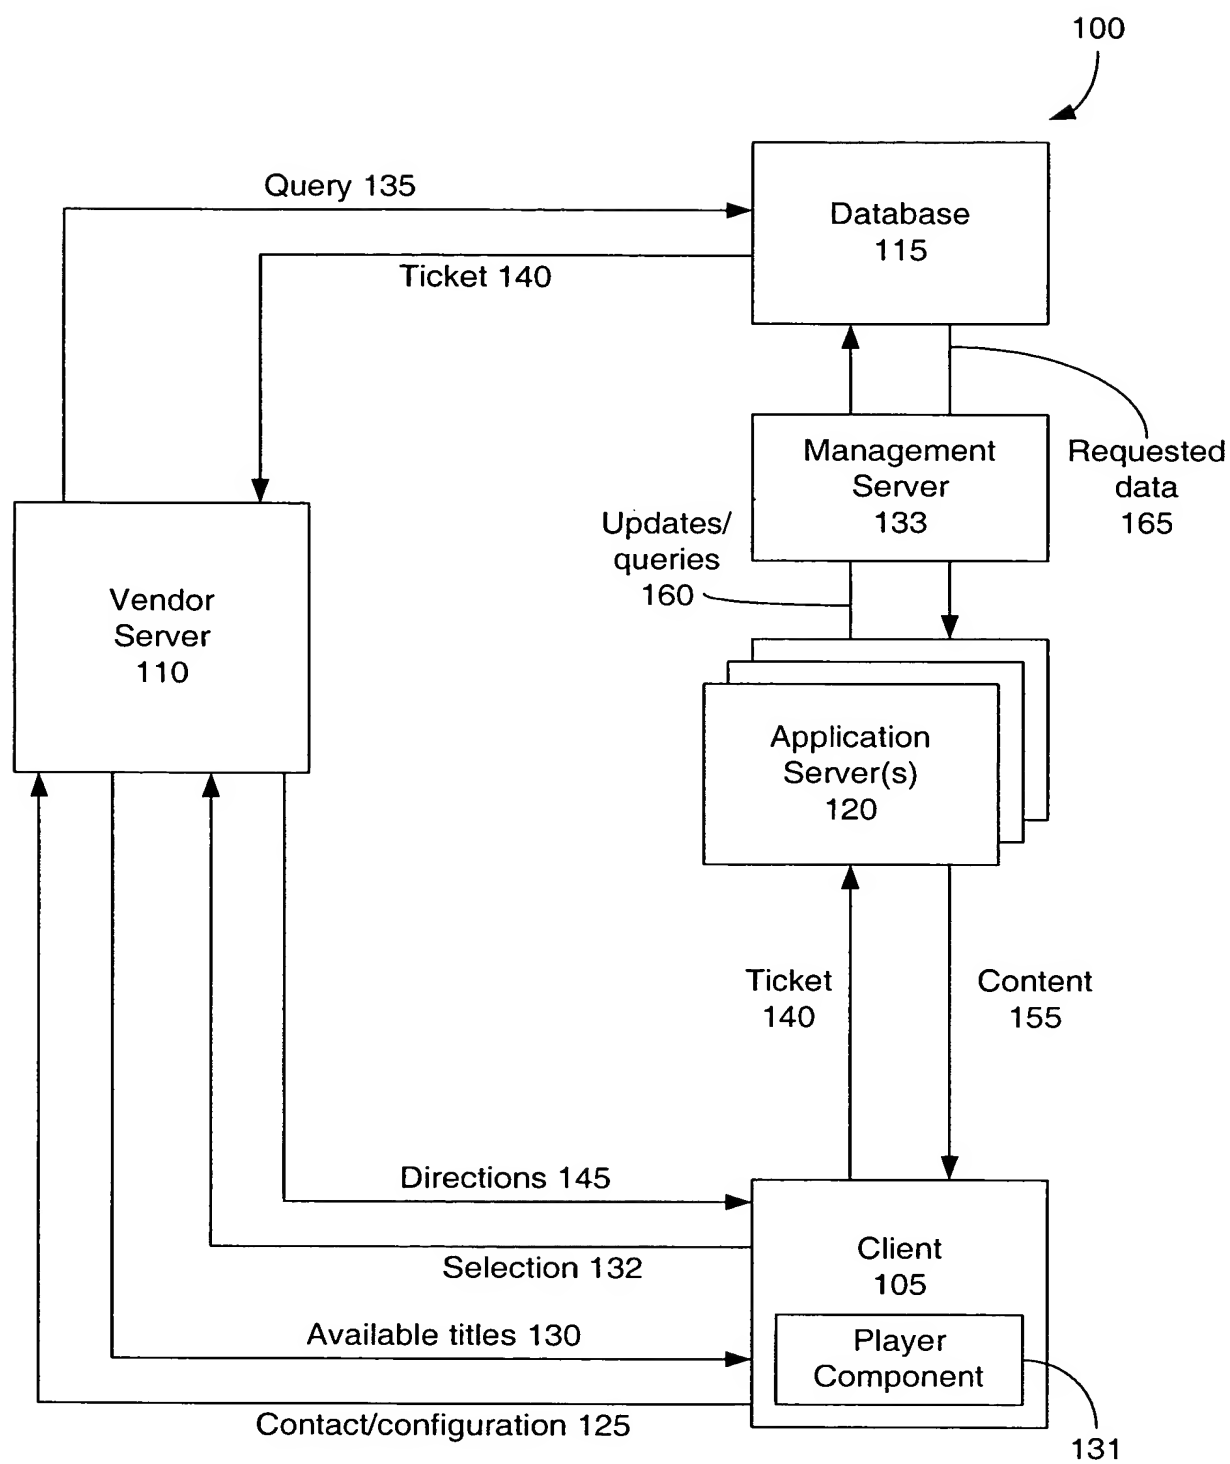 100
Query 135
Database
115
Ticket 140
Management
Server
133
Requested
data
165
Updates/
queries
160
Vendor
Server
110
Application
Server(s)
120
Ticket
140
Content
155
Directions 145
Selection 132
Client
105
Available titles 130
Player
Component
Contact/configuration 125
131